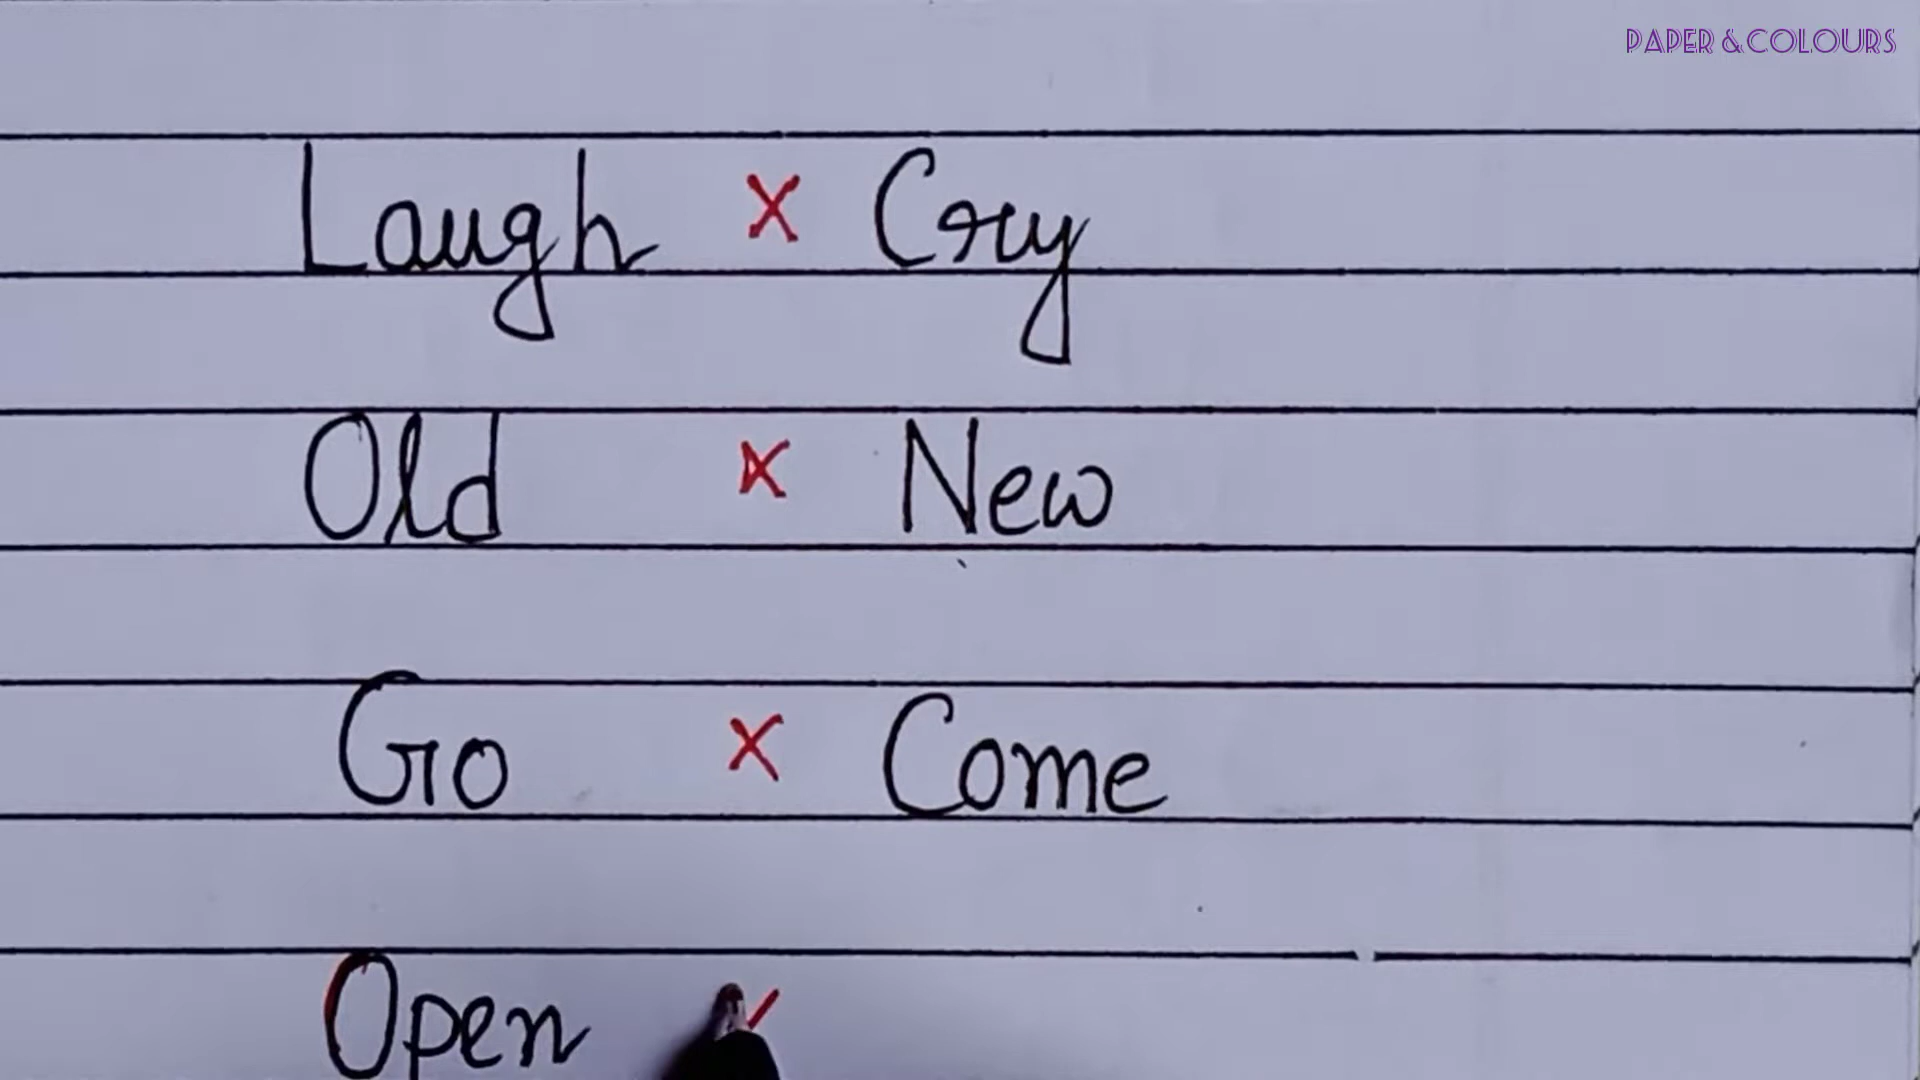 PAPER & COLOURS
Laugh × Cry
Old × New
Go × Come
Open